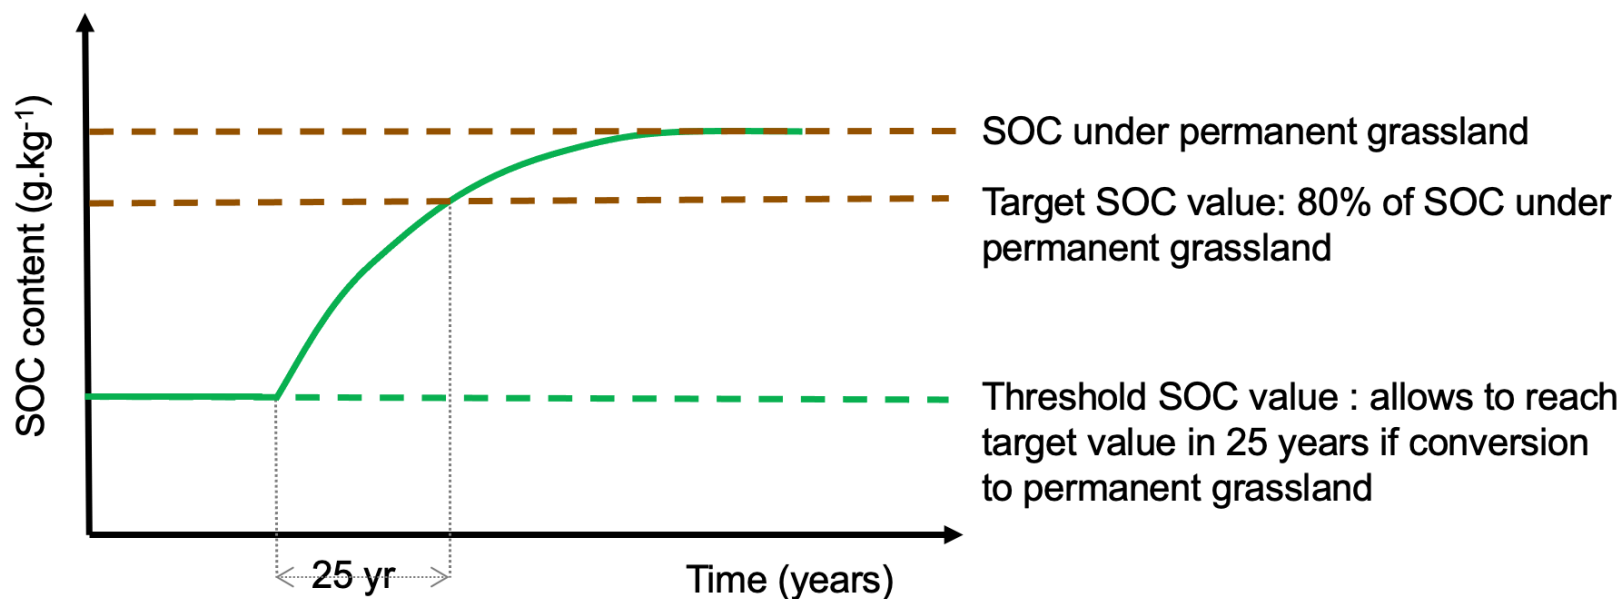 SOC content (g.kg-1)
SOC under permanent grassland
Target SOC value: 80% of SOC under
permanent grassland
Threshold SOC value : allows to reach
target value in 25 years if conversion
to permanent grassland
25 yr
Time (years)